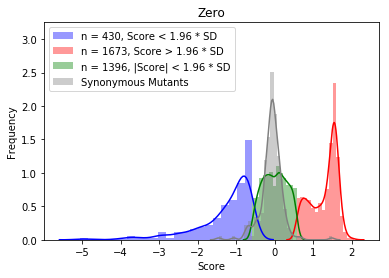 Zero
n = 430, Score < 1.96 * SD
n = 1673, Score > 1.96 * SD
n = 1396, |Score| < 1.96 * SD
Synonymous Mutants
Frequency
3.0
2.5
2.0
1.5
1.0
0.5
0.0
−5
−4
−3
−2
−1
0
1
2
Score